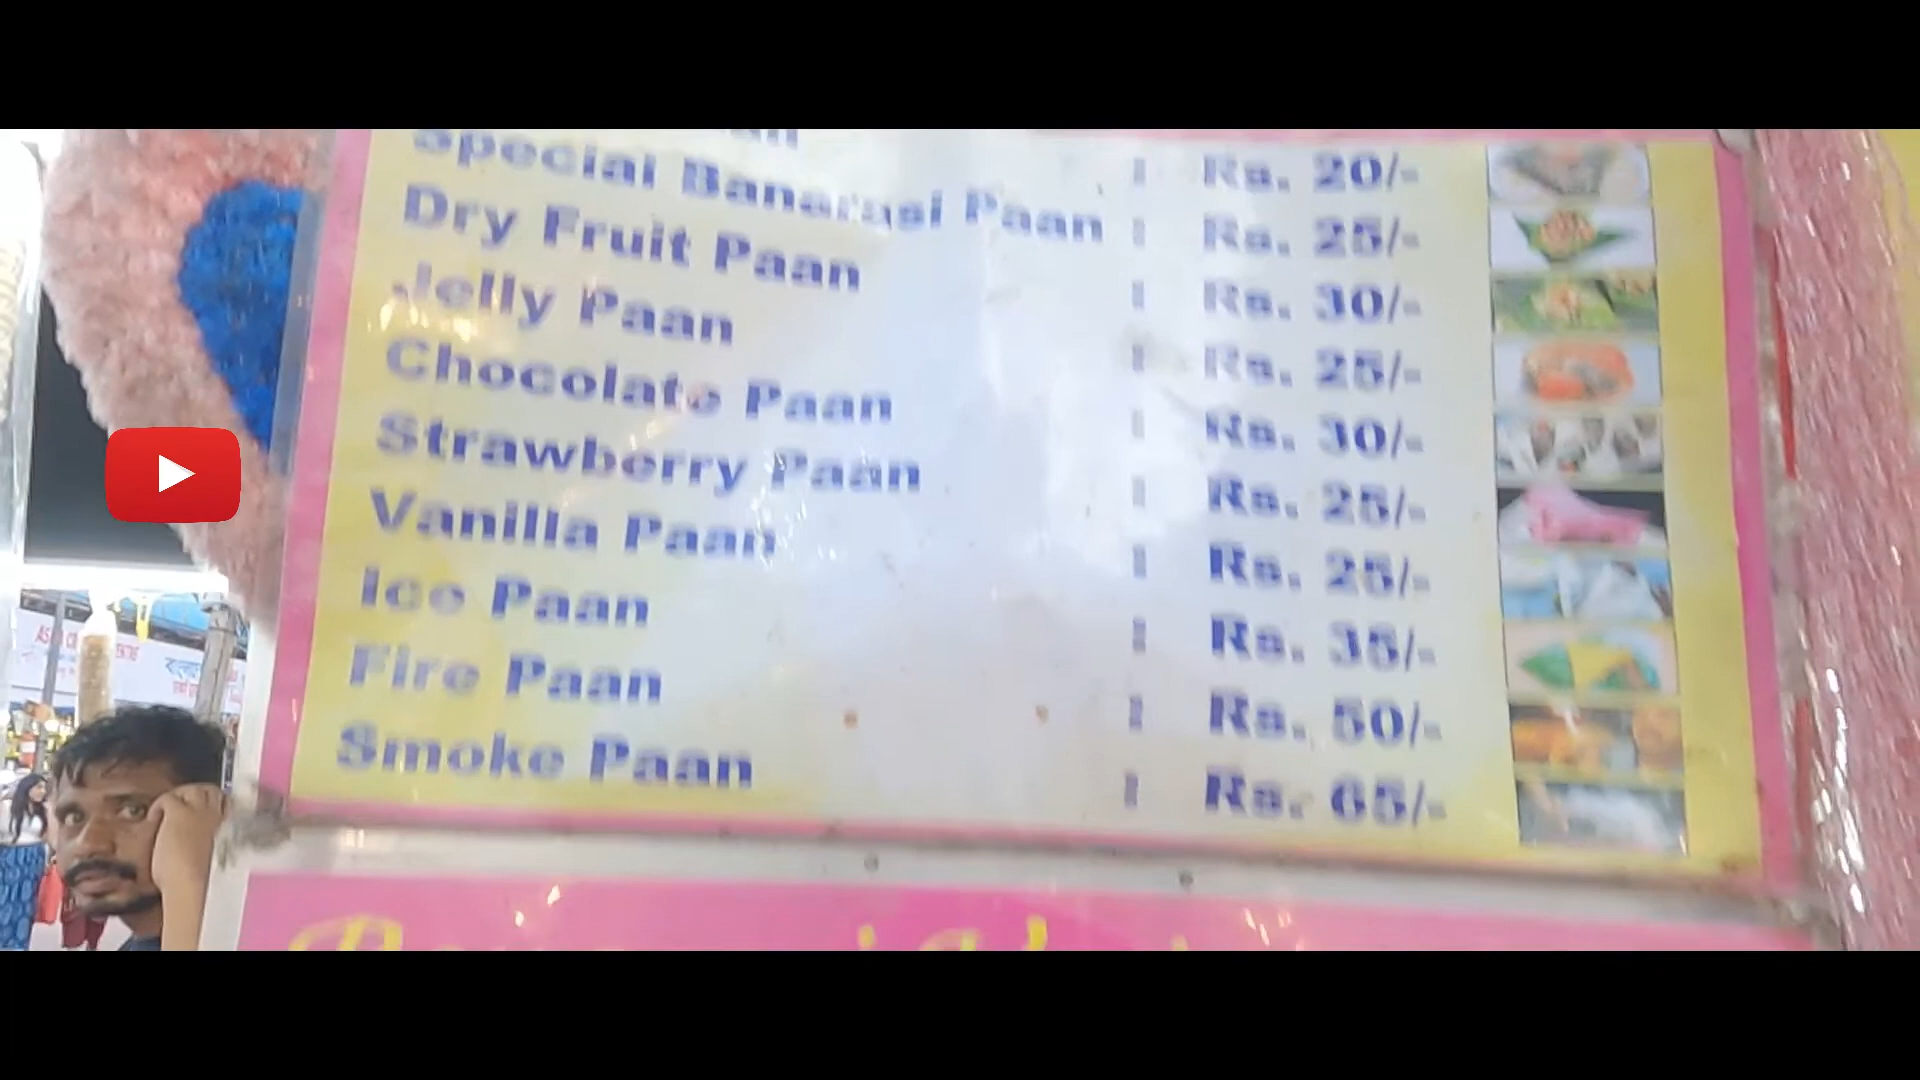 : Rs. 20/-
Special Banarasi Paan : Rs. 25/-
Dry Fruit Paan : Rs. 30/-
Jelly Paan : Rs. 25/-
Chocolate Paan : Rs. 30/-
Strawberry Paan : Rs. 25/-
Vanilla Paan : Rs. 25/-
Ice Paan : Rs. 35/-
Fire Paan : Rs. 50/-
Smoke Paan : Rs. 65/-